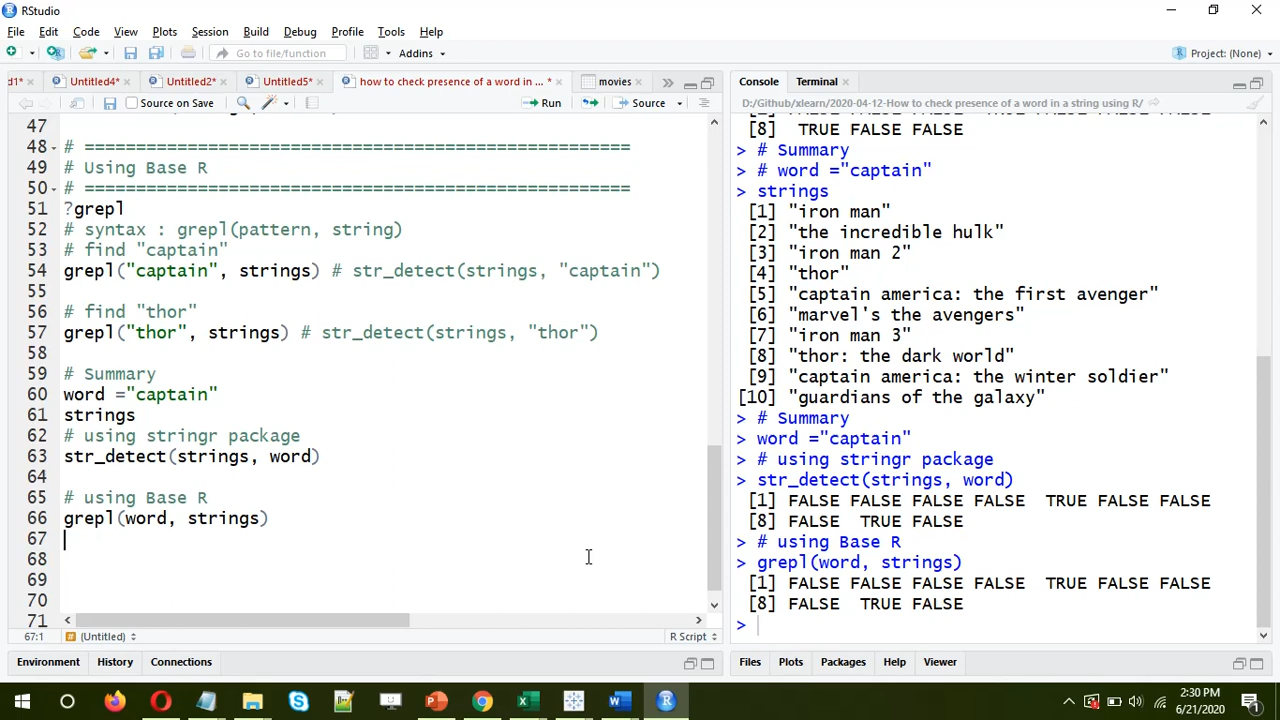 RStudio
File Edit Code View Plots Session Build Debug Profile Tools Help
Go to file/function Addins Project: (None)
d1* Untitled4* Untitled2* Untitled5* how to check presence of a word in ... * movies
Source on Save Run Source
47
48 # =====================================================
49 # Using Base R
50 # =====================================================
51 ?grepl
52 # syntax : grepl(pattern, string)
53 # find "captain"
54 grepl("captain", strings) # str_detect(strings, "captain")
55
56 # find "thor"
57 grepl("thor", strings) # str_detect(strings, "thor")
58
59 # Summary
60 word ="captain"
61 strings
62 # using stringr package
63 str_detect(strings, word)
64
65 # using Base R
66 grepl(word, strings)
67
68
69
70
71
67:1 (Untitled) R Script
Environment History Connections
Console Terminal
D:/Github/xlearn/2020-04-12-How to check presence of a word in a string using R/
[8] TRUE FALSE FALSE
> # Summary
> # word ="captain"
> strings
[1] "iron man"
[2] "the incredible hulk"
[3] "iron man 2"
[4] "thor"
[5] "captain america: the first avenger"
[6] "marvel's the avengers"
[7] "iron man 3"
[8] "thor: the dark world"
[9] "captain america: the winter soldier"
[10] "guardians of the galaxy"
> # Summary
> word ="captain"
> # using stringr package
> str_detect(strings, word)
[1] FALSE FALSE FALSE FALSE TRUE FALSE FALSE
[8] FALSE TRUE FALSE
> # using Base R
> grepl(word, strings)
[1] FALSE FALSE FALSE FALSE TRUE FALSE FALSE
[8] FALSE TRUE FALSE
>
Files Plots Packages Help Viewer
2:30 PM
6/21/2020